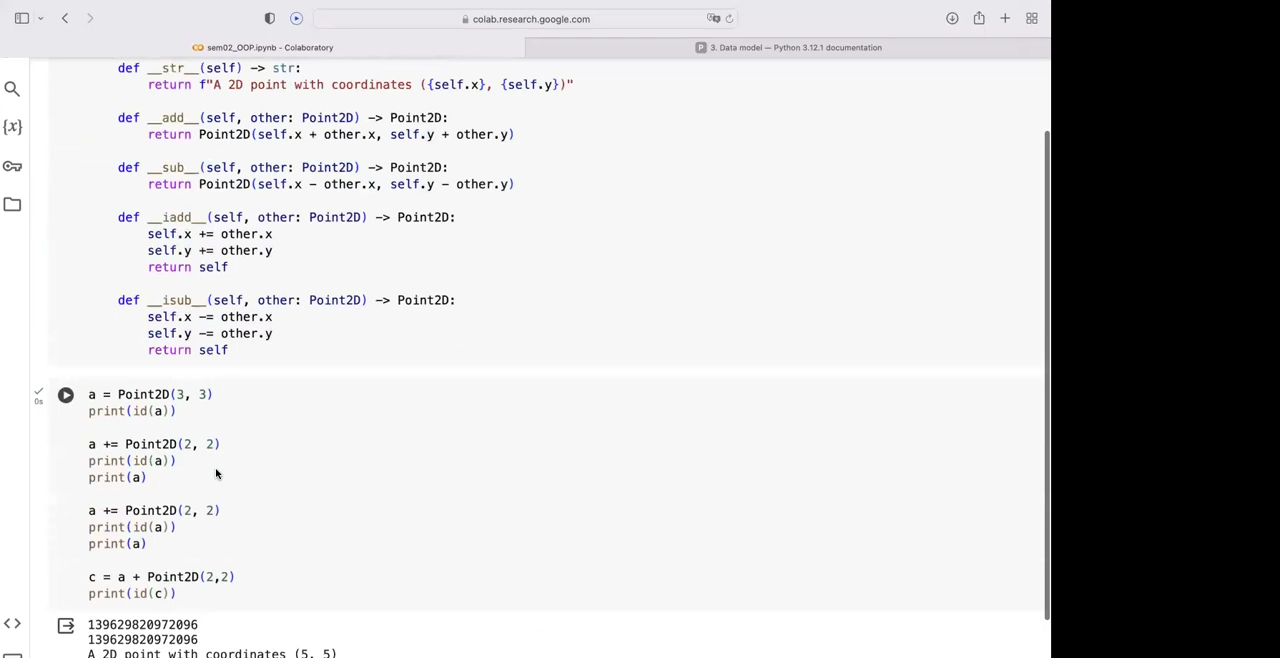 colab.research.google.com
sem02_OOP.ipynb - Colaboratory
P 3. Data model — Python 3.12.1 documentation
def __str__(self) -> str:
return f"A 2D point with coordinates ({self.x}, {self.y})"
def __add__(self, other: Point2D) -> Point2D:
return Point2D(self.x + other.x, self.y + other.y)
def __sub__(self, other: Point2D) -> Point2D:
return Point2D(self.x - other.x, self.y - other.y)
def __iadd__(self, other: Point2D) -> Point2D:
self.x += other.x
self.y += other.y
return self
def __isub__(self, other: Point2D) -> Point2D:
self.x -= other.x
self.y -= other.y
return self
0s
a = Point2D(3, 3)
print(id(a))
a += Point2D(2, 2)
print(id(a))
print(a)
a += Point2D(2, 2)
print(id(a))
print(a)
c = a + Point2D(2,2)
print(id(c))
139629820972096
139629820972096
A 2D point with coordinates (5, 5)